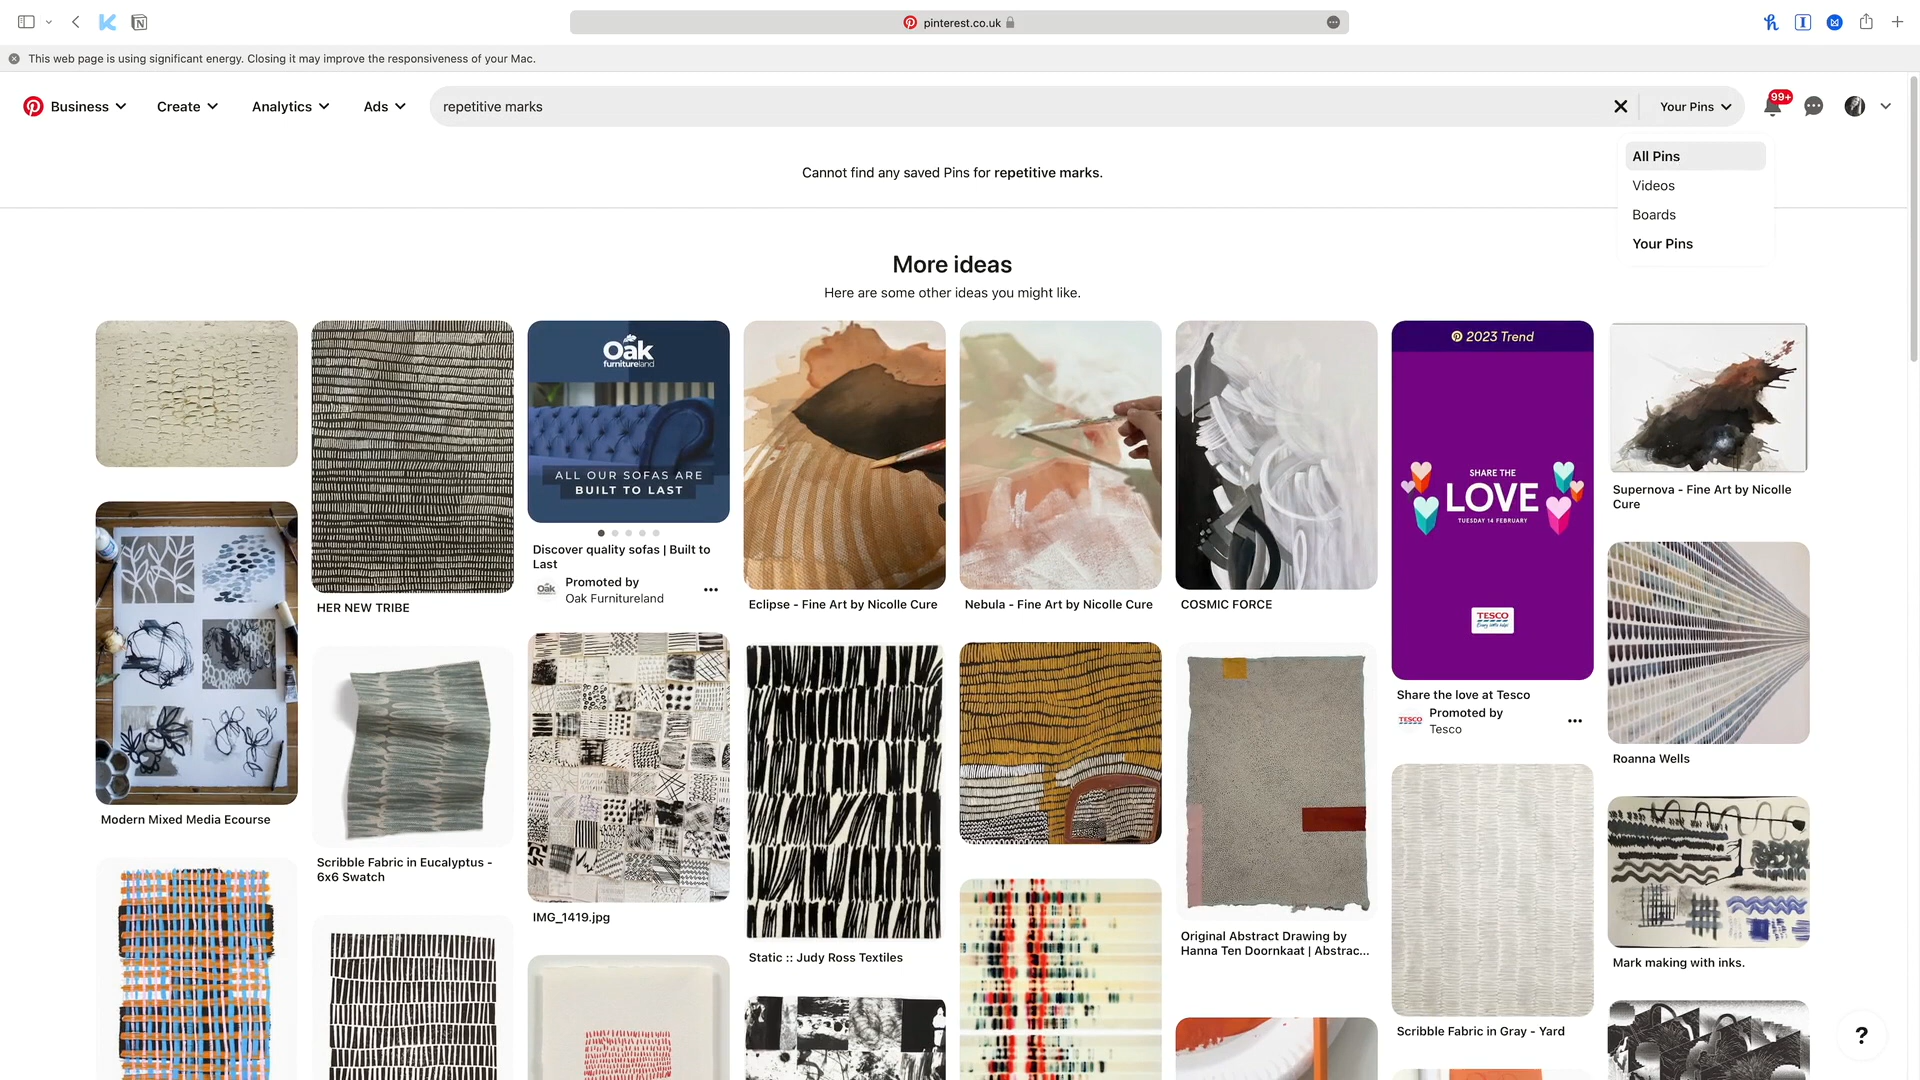 pinterest.co.uk
This web page is using significant energy. Closing it may improve the responsiveness of your Mac.
Business
Create
Analytics
Ads
repetitive marks
Your Pins
99+
All Pins
Videos
Boards
Your Pins
Cannot find any saved Pins for repetitive marks.
More ideas
Here are some other ideas you might like.
Oak
furnitureland
ALL OUR SOFAS ARE
BUILT TO LAST
Discover quality sofas | Built to
Last
Promoted by
Oak Furnitureland
2023 Trend
SHARE THE
LOVE
TUESDAY 14 FEBRUARY
TESCO
Every little helps
Share the love at Tesco
TESCO
Promoted by
Tesco
Supernova - Fine Art by Nicolle
Cure
HER NEW TRIBE
Eclipse - Fine Art by Nicolle Cure
Nebula - Fine Art by Nicolle Cure
COSMIC FORCE
Roanna Wells
Modern Mixed Media Ecourse
Scribble Fabric in Eucalyptus -
6x6 Swatch
IMG_1419.jpg
Static :: Judy Ross Textiles
Original Abstract Drawing by
Hanna Ten Doornkaat | Abstrac...
Mark making with inks.
Scribble Fabric in Gray - Yard
?